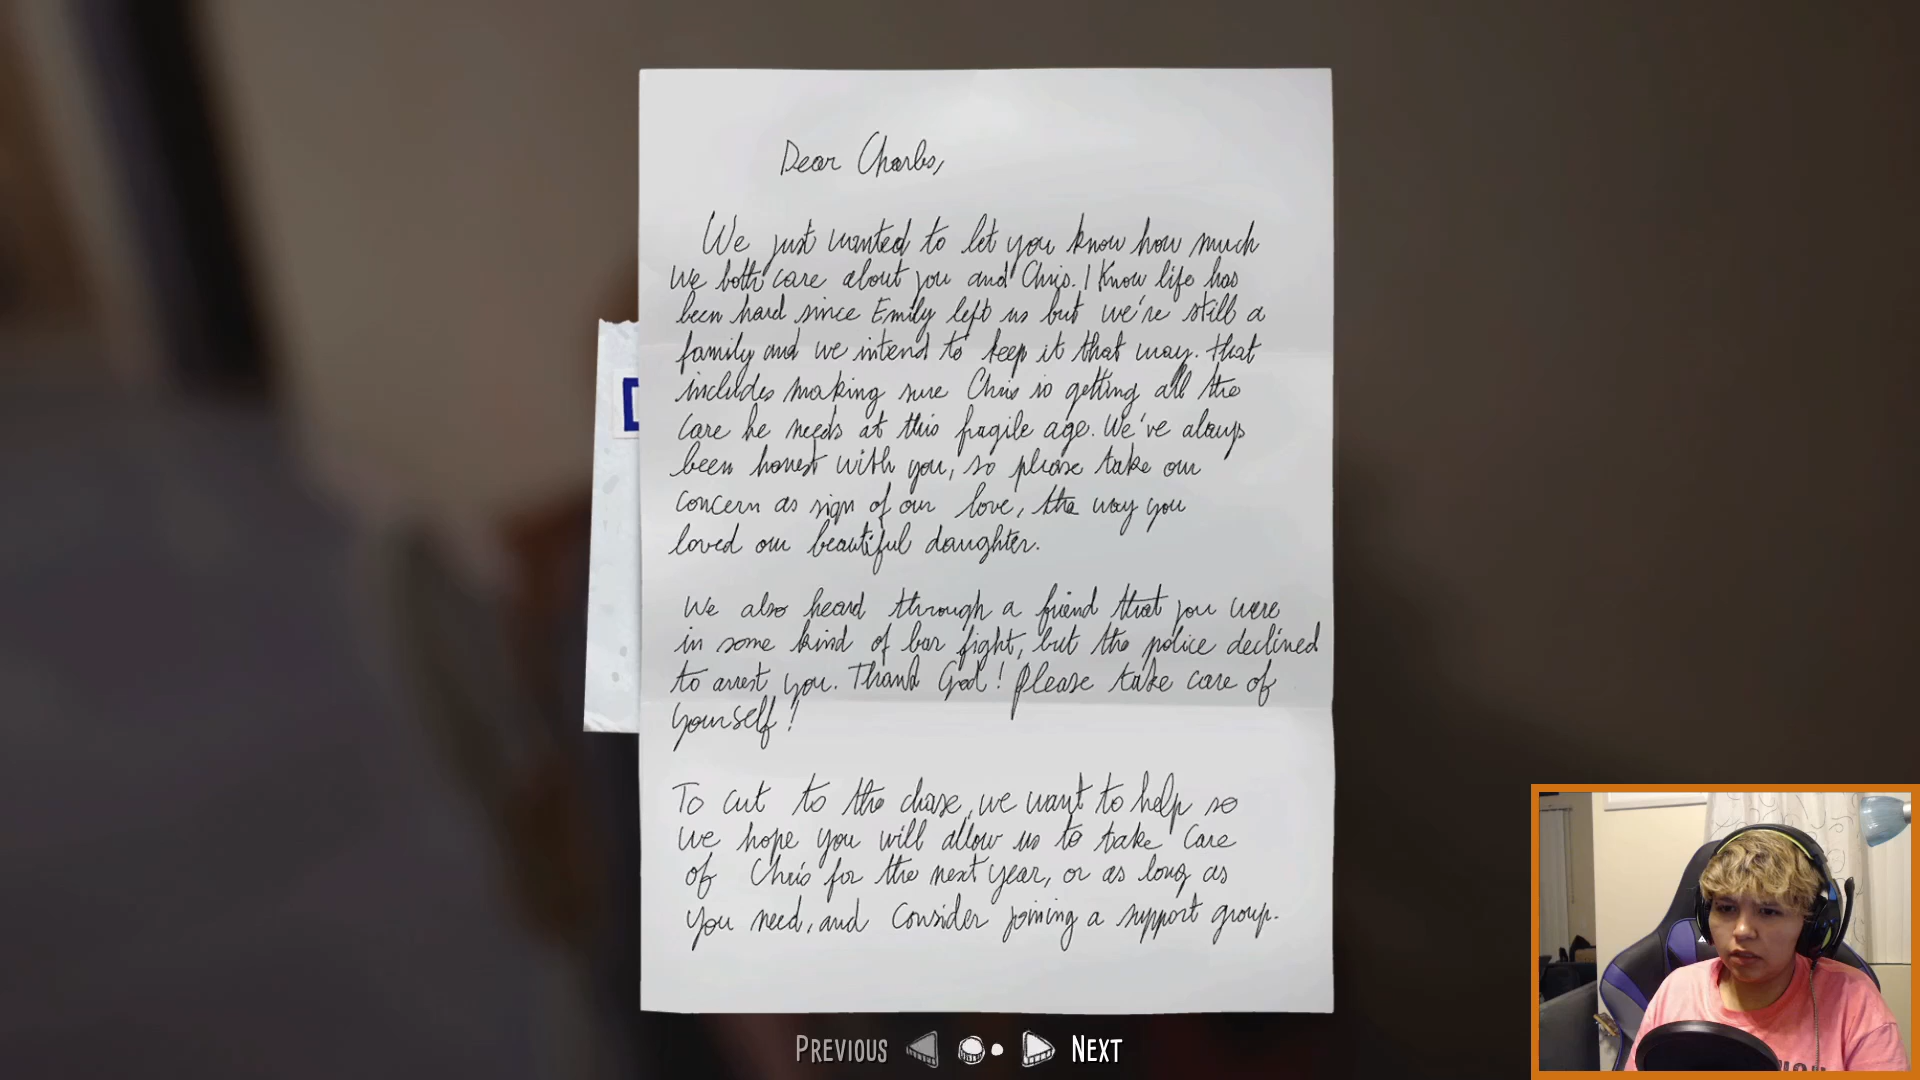 Dear Charles,
We just wanted to let you know how much
we both care about you and Chris. I know life has
been hard since Emily left us but we're still a
family and we intend to keep it that way. that
includes making sure Chris is getting all the
care he needs at this fragile age. We've always
been honest with you, so please take our
concern as sign of our love, the way you
loved our beautiful daughter.
We also heard through a friend that you were
in some kind of bar fight, but the police declined
to arrest you. Thank God! Please take care of
yourself!
To cut to the chase, we want to help so
we hope you will allow us to take care
of Chris for the next year, or as long as
you need, and consider joining a support group.
PREVIOUS NEXT